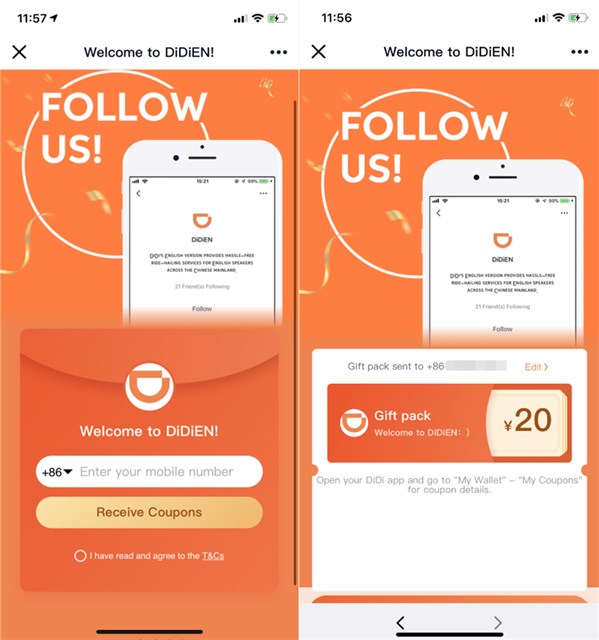 11:57
Welcome to DiDiEN!
FOLLOW
US!
15:21
99%
DiDiEN
DiDi's English version provides hassle-free
ride-hailing services for English speakers
across the Chinese mainland.
21 Friend(s) Following
Follow
Welcome to DiDiEN!
+86
Enter your mobile number
Receive Coupons
I have read and agree to the T&Cs
11:56
Welcome to DiDiEN!
FOLLOW
US!
15:21
99%
DiDiEN
DiDi's English version provides hassle-free
ride-hailing services for English speakers
across the Chinese mainland.
21 Friend(s) Following
Follow
Gift pack sent to +86
Edit >
Gift pack
Welcome to DiDiEN: )
¥20
Open your DiDi app and go to "My Wallet" – "My Coupons"
for coupon details.